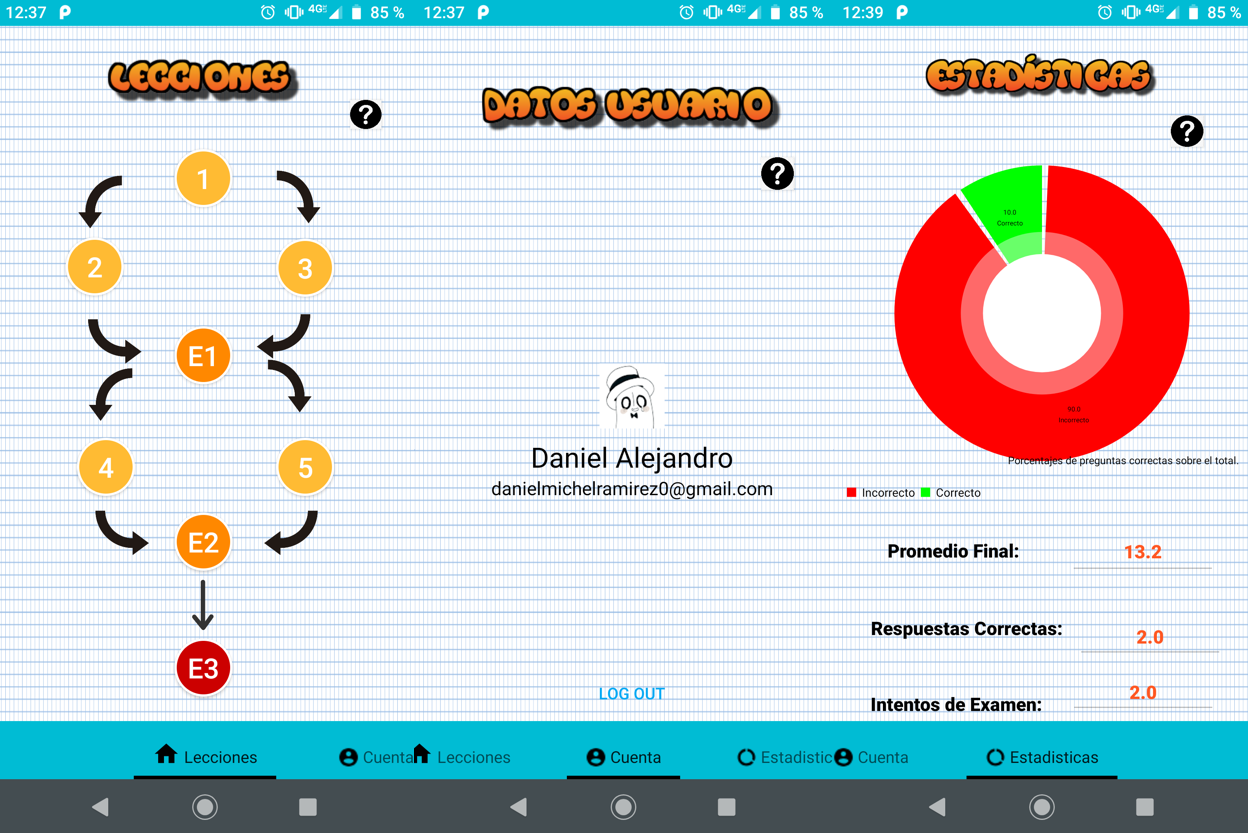 12:37
4G
85 %
LECCIONES
?
1
2
3
E1
4
5
E2
E3
Lecciones
Cuenta
12:37
4G
85 %
DATOS USUARIO
?
Daniel Alejandro
danielmichelramirez0@gmail.com
LOG OUT
Lecciones
Cuenta
Estadistic
12:39
4G
85 %
ESTADÍSTICAS
?
10.0
Correcto
90.0
Incorrecto
Porcentajes de preguntas correctas sobre el total.
Incorrecto Correcto
Promedio Final: 13.2
Respuestas Correctas: 2.0
Intentos de Examen: 2.0
Cuenta
Estadisticas